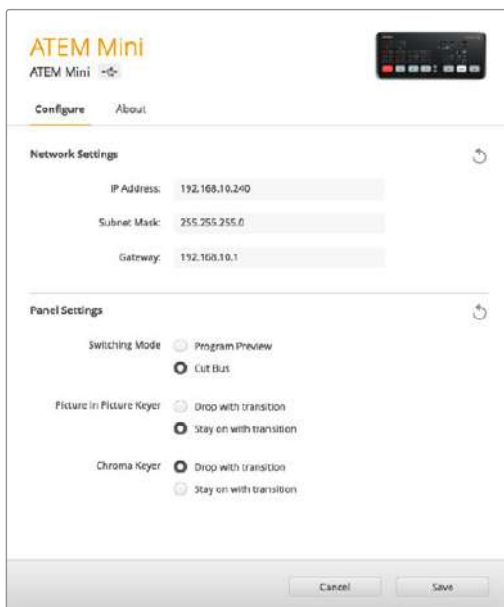 ATEM Mini
ATEM Mini
Configure About
Network Settings
IP Address: 192.168.10.240
Subnet Mask: 255.255.255.0
Gateway: 192.168.10.1
Panel Settings
Switching Mode Program Preview
Cut Bus
Picture in Picture Keyer Drop with transition
Stay on with transition
Chroma Keyer Drop with transition
Stay on with transition
Cancel Save